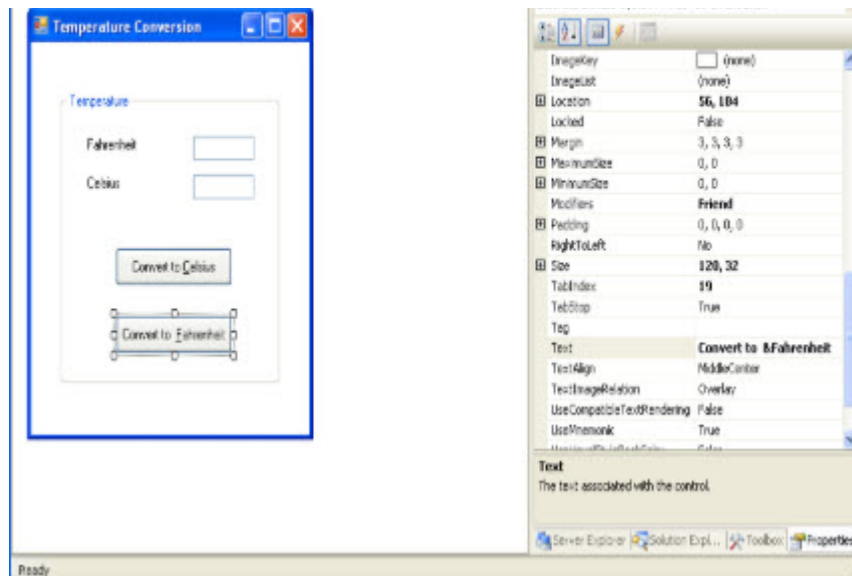 Temperature Conversion
Temperature
Fahrenheit
Celsius
Convert to Celsius
Convert to Fahrenheit
ImageKey (none)
ImageList (none)
Location 56, 184
Locked False
Margin 3, 3, 3, 3
MaximumSize 0, 0
MinimumSize 0, 0
Modifiers Friend
Padding 0, 0, 0, 0
RightToLeft No
Size 120, 32
TabIndex 19
TabStop True
Tag
Text Convert to &Fahrenheit
TextAlign MiddleCenter
TextImageRelation Overlay
UseCompatibleTextRendering False
UseMnemonic True
Text
The text associated with the control.
Server Explorer Solution Expl... Toolbox Properties
Ready